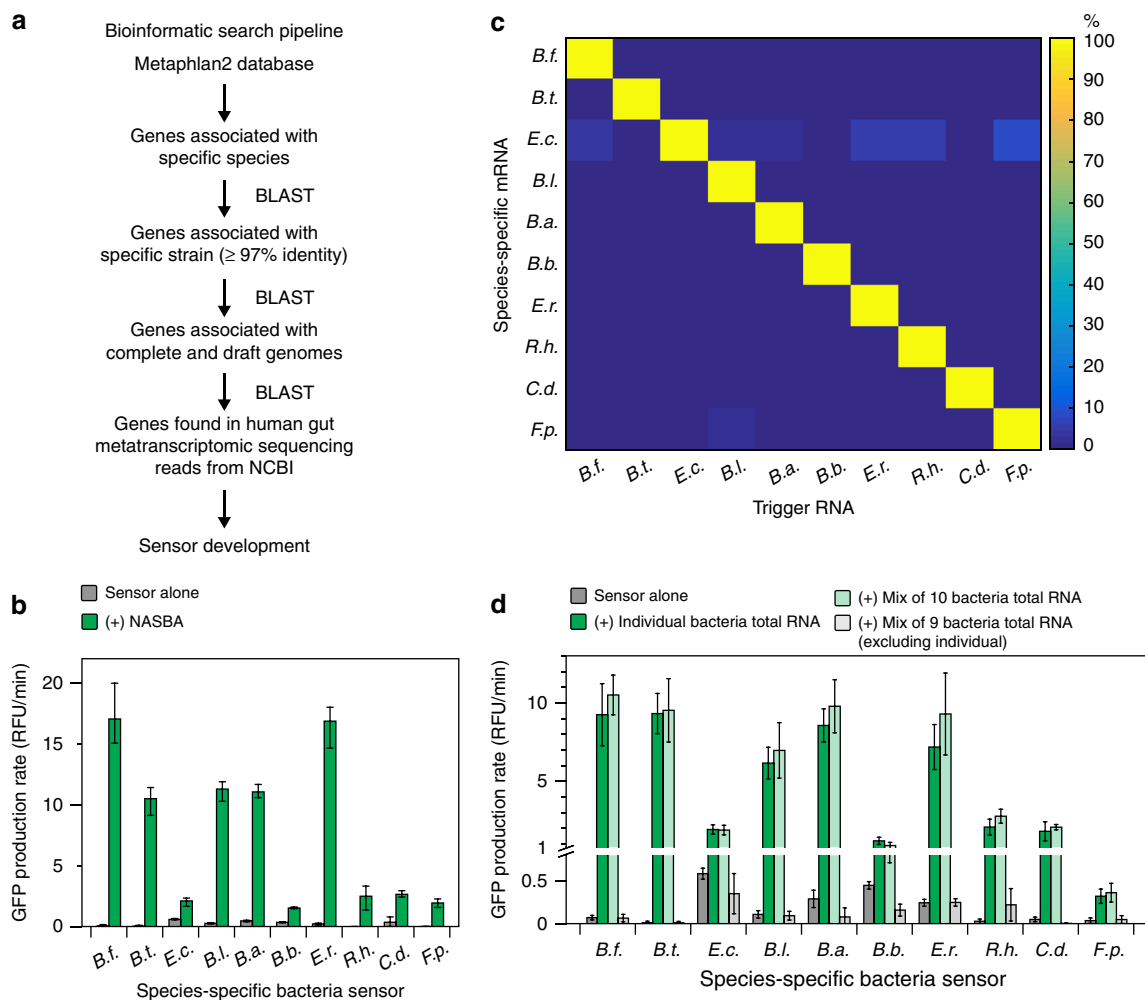 a
Bioinformatic search pipeline
Metaphlan2 database
Genes associated with
specific species
BLAST
Genes associated with
specific strain (≥ 97% identity)
BLAST
Genes associated with
complete and draft genomes
BLAST
Genes found in human gut
metatranscriptomic sequencing
reads from NCBI
Sensor development
c
%
100
90
80
70
60
50
40
30
20
10
0
Species-specific mRNA
B.f.
B.t.
E.c.
B.l.
B.a.
B.b.
E.r.
R.h.
C.d.
F.p.
B.f. B.t. E.c. B.l. B.a. B.b. E.r. R.h. C.d. F.p.
Trigger RNA
b
Sensor alone
(+) NASBA
GFP production rate (RFU/min)
20
15
10
5
0
B.f. B.t. E.c. B.l. B.a. B.b. E.r. R.h. C.d. F.p.
Species-specific bacteria sensor
d
Sensor alone
(+) Individual bacteria total RNA
(+) Mix of 10 bacteria total RNA
(+) Mix of 9 bacteria total RNA
(excluding individual)
GFP production rate (RFU/min)
10
5
1
0.5
0
B.f. B.t. E.c. B.l. B.a. B.b. E.r. R.h. C.d. F.p.
Species-specific bacteria sensor